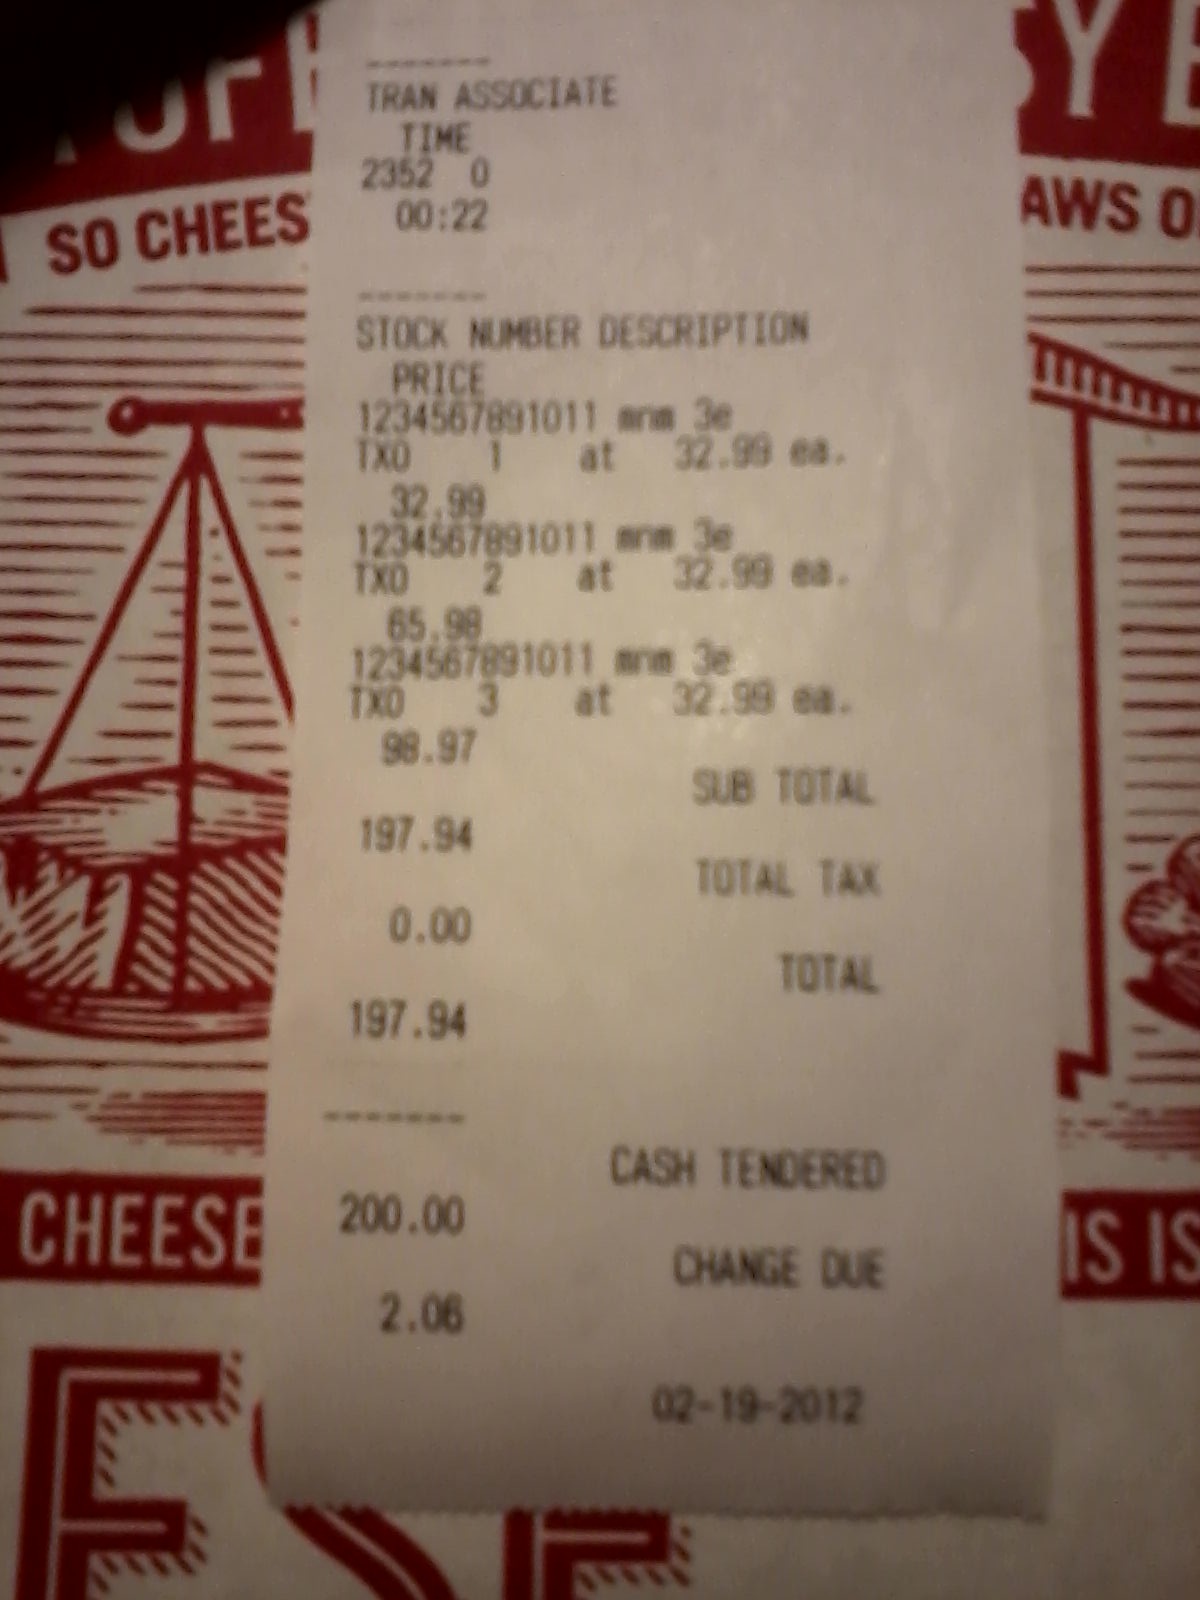 SO CHEES
AWS O
-------
TRAN ASSOCIATE
TIME
2352 0
00:22
-------
STOCK NUMBER DESCRIPTION
PRICE
1234567891011 mnm 3e
TX0 1 at 32.99 ea.
32.99
1234567891011 mnm 3e
TX0 2 at 32.99 ea.
65.98
1234567891011 mnm 3e
TX0 3 at 32.99 ea.
98.97
SUB TOTAL
197.94
TOTAL TAX
0.00
TOTAL
197.94
-------
CASH TENDERED
200.00
CHANGE DUE
2.06
02-19-2012
CHEESE
IS IS